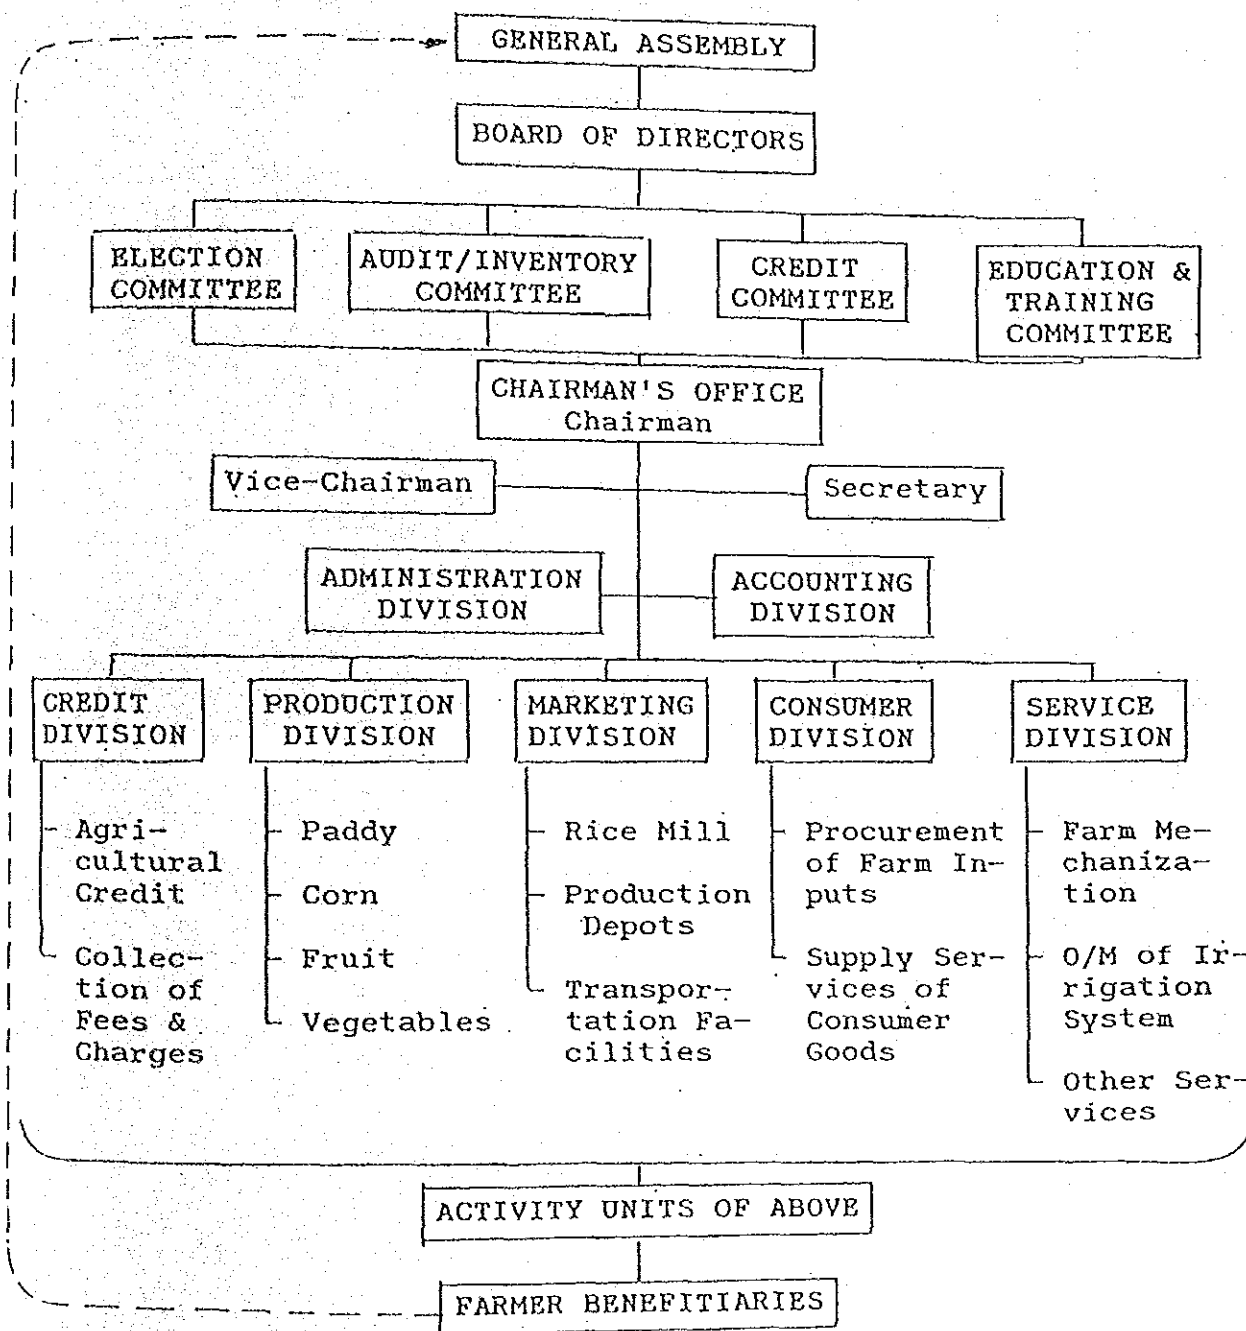 GENERAL ASSEMBLY
BOARD OF DIRECTORS
ELECTION
COMMITTEE
AUDIT/INVENTORY
COMMITTEE
CREDIT
COMMITTEE
EDUCATION &
TRAINING
COMMITTEE
CHAIRMAN'S OFFICE
Chairman
Vice-Chairman
Secretary
ADMINISTRATION
DIVISION
ACCOUNTING
DIVISION
CREDIT
DIVISION
- Agri-
cultural
Credit
- Collec-
tion of
Fees &
Charges
PRODUCTION
DIVISION
- Paddy
- Corn
- Fruit
- Vegetables
MARKETING
DIVISION
- Rice Mill
- Production
Depots
- Transpor-
tation Fa-
cilities
CONSUMER
DIVISION
- Procurement
of Farm In-
puts
- Supply Ser-
vices of
Consumer
Goods
SERVICE
DIVISION
- Farm Me-
chaniza-
tion
- O/M of Ir-
rigation
System
- Other Ser-
vices
ACTIVITY UNITS OF ABOVE
FARMER BENEFITIARIES